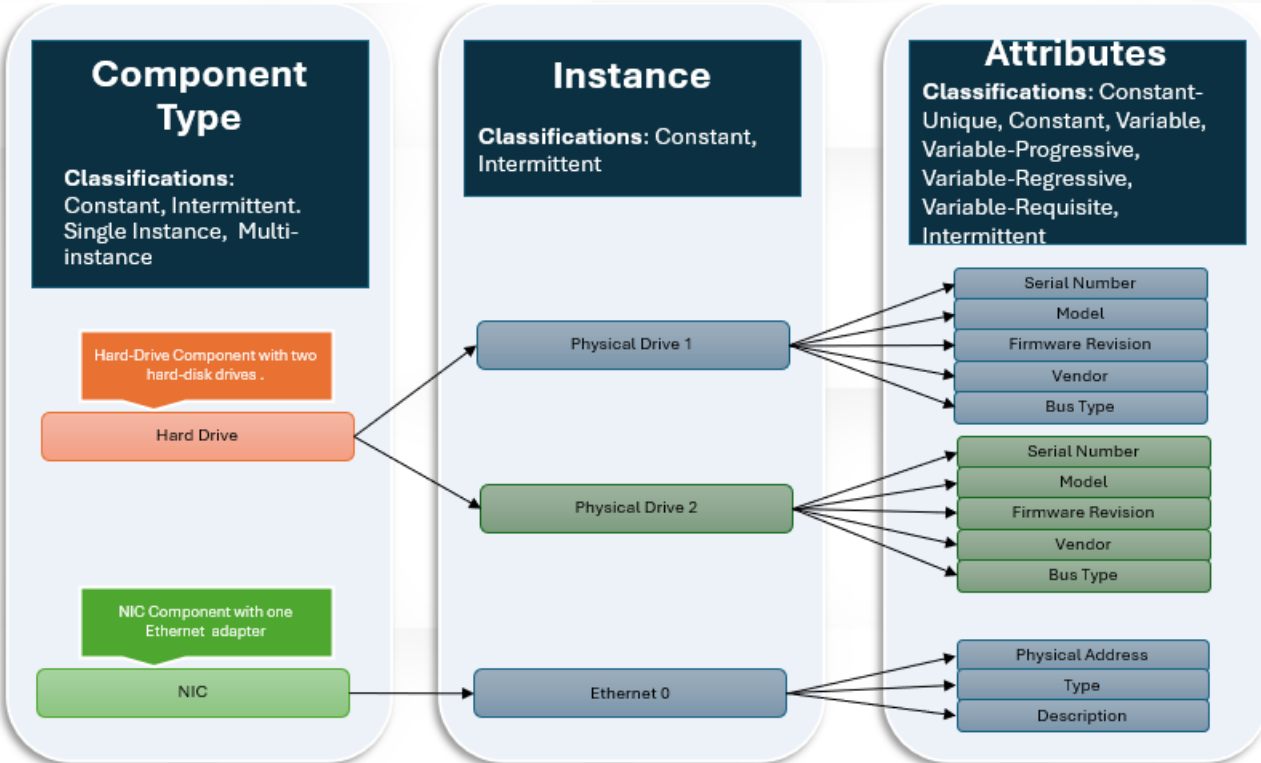 Component
Type
Classifications:
Constant, Intermittent.
Single Instance, Multi-
instance
Hard-Drive Component with two
hard-disk drives .
Hard Drive
NIC Component with one
Ethernet adapter
NIC
Instance
Classifications: Constant,
Intermittent
Physical Drive 1
Physical Drive 2
Ethernet 0
Attributes
Classifications: Constant-
Unique, Constant, Variable,
Variable-Progressive,
Variable-Regressive,
Variable-Requisite,
Intermittent
Serial Number
Model
Firmware Revision
Vendor
Bus Type
Serial Number
Model
Firmware Revision
Vendor
Bus Type
Physical Address
Type
Description